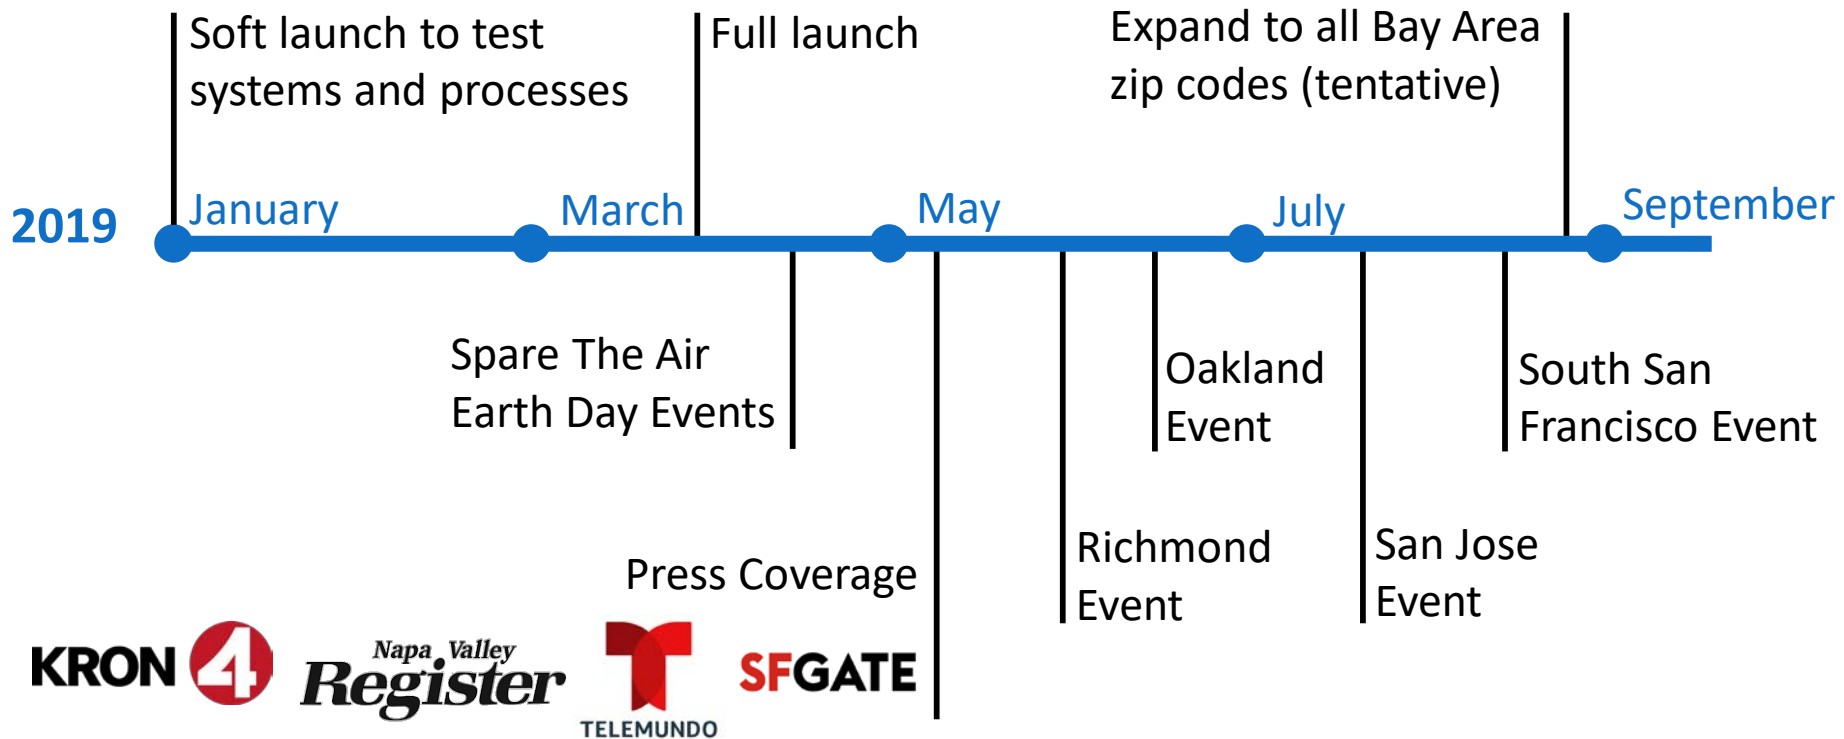 Soft launch to test
systems and processes
Full launch
Expand to all Bay Area
zip codes (tentative)
2019
January
March
May
July
September
Spare The Air
Earth Day Events
Oakland
Event
South San
Francisco Event
Press Coverage
Richmond
Event
San Jose
Event
KRON 4
Napa Valley
Register
TELEMUNDO
SFGATE